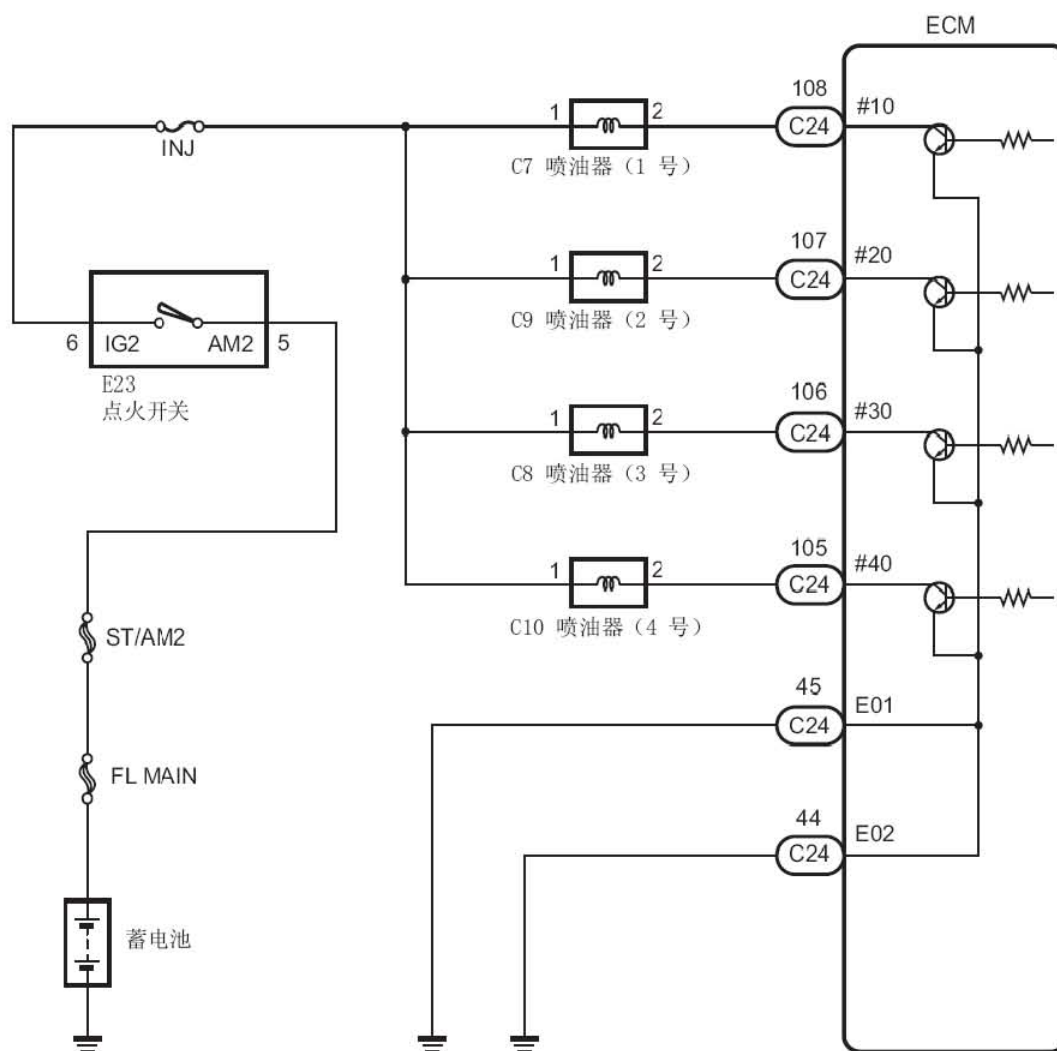 ECM
108
1 2 C24 #10
INJ
C7 喷油器（1 号）
107
1 2 C24 #20
C9 喷油器（2 号）
6 IG2 AM2 5
E23
点火开关
106
1 2 C24 #30
C8 喷油器（3 号）
105
1 2 C24 #40
C10 喷油器（4 号）
ST/AM2
45
C24 E01
FL MAIN
44
C24 E02
蓄电池